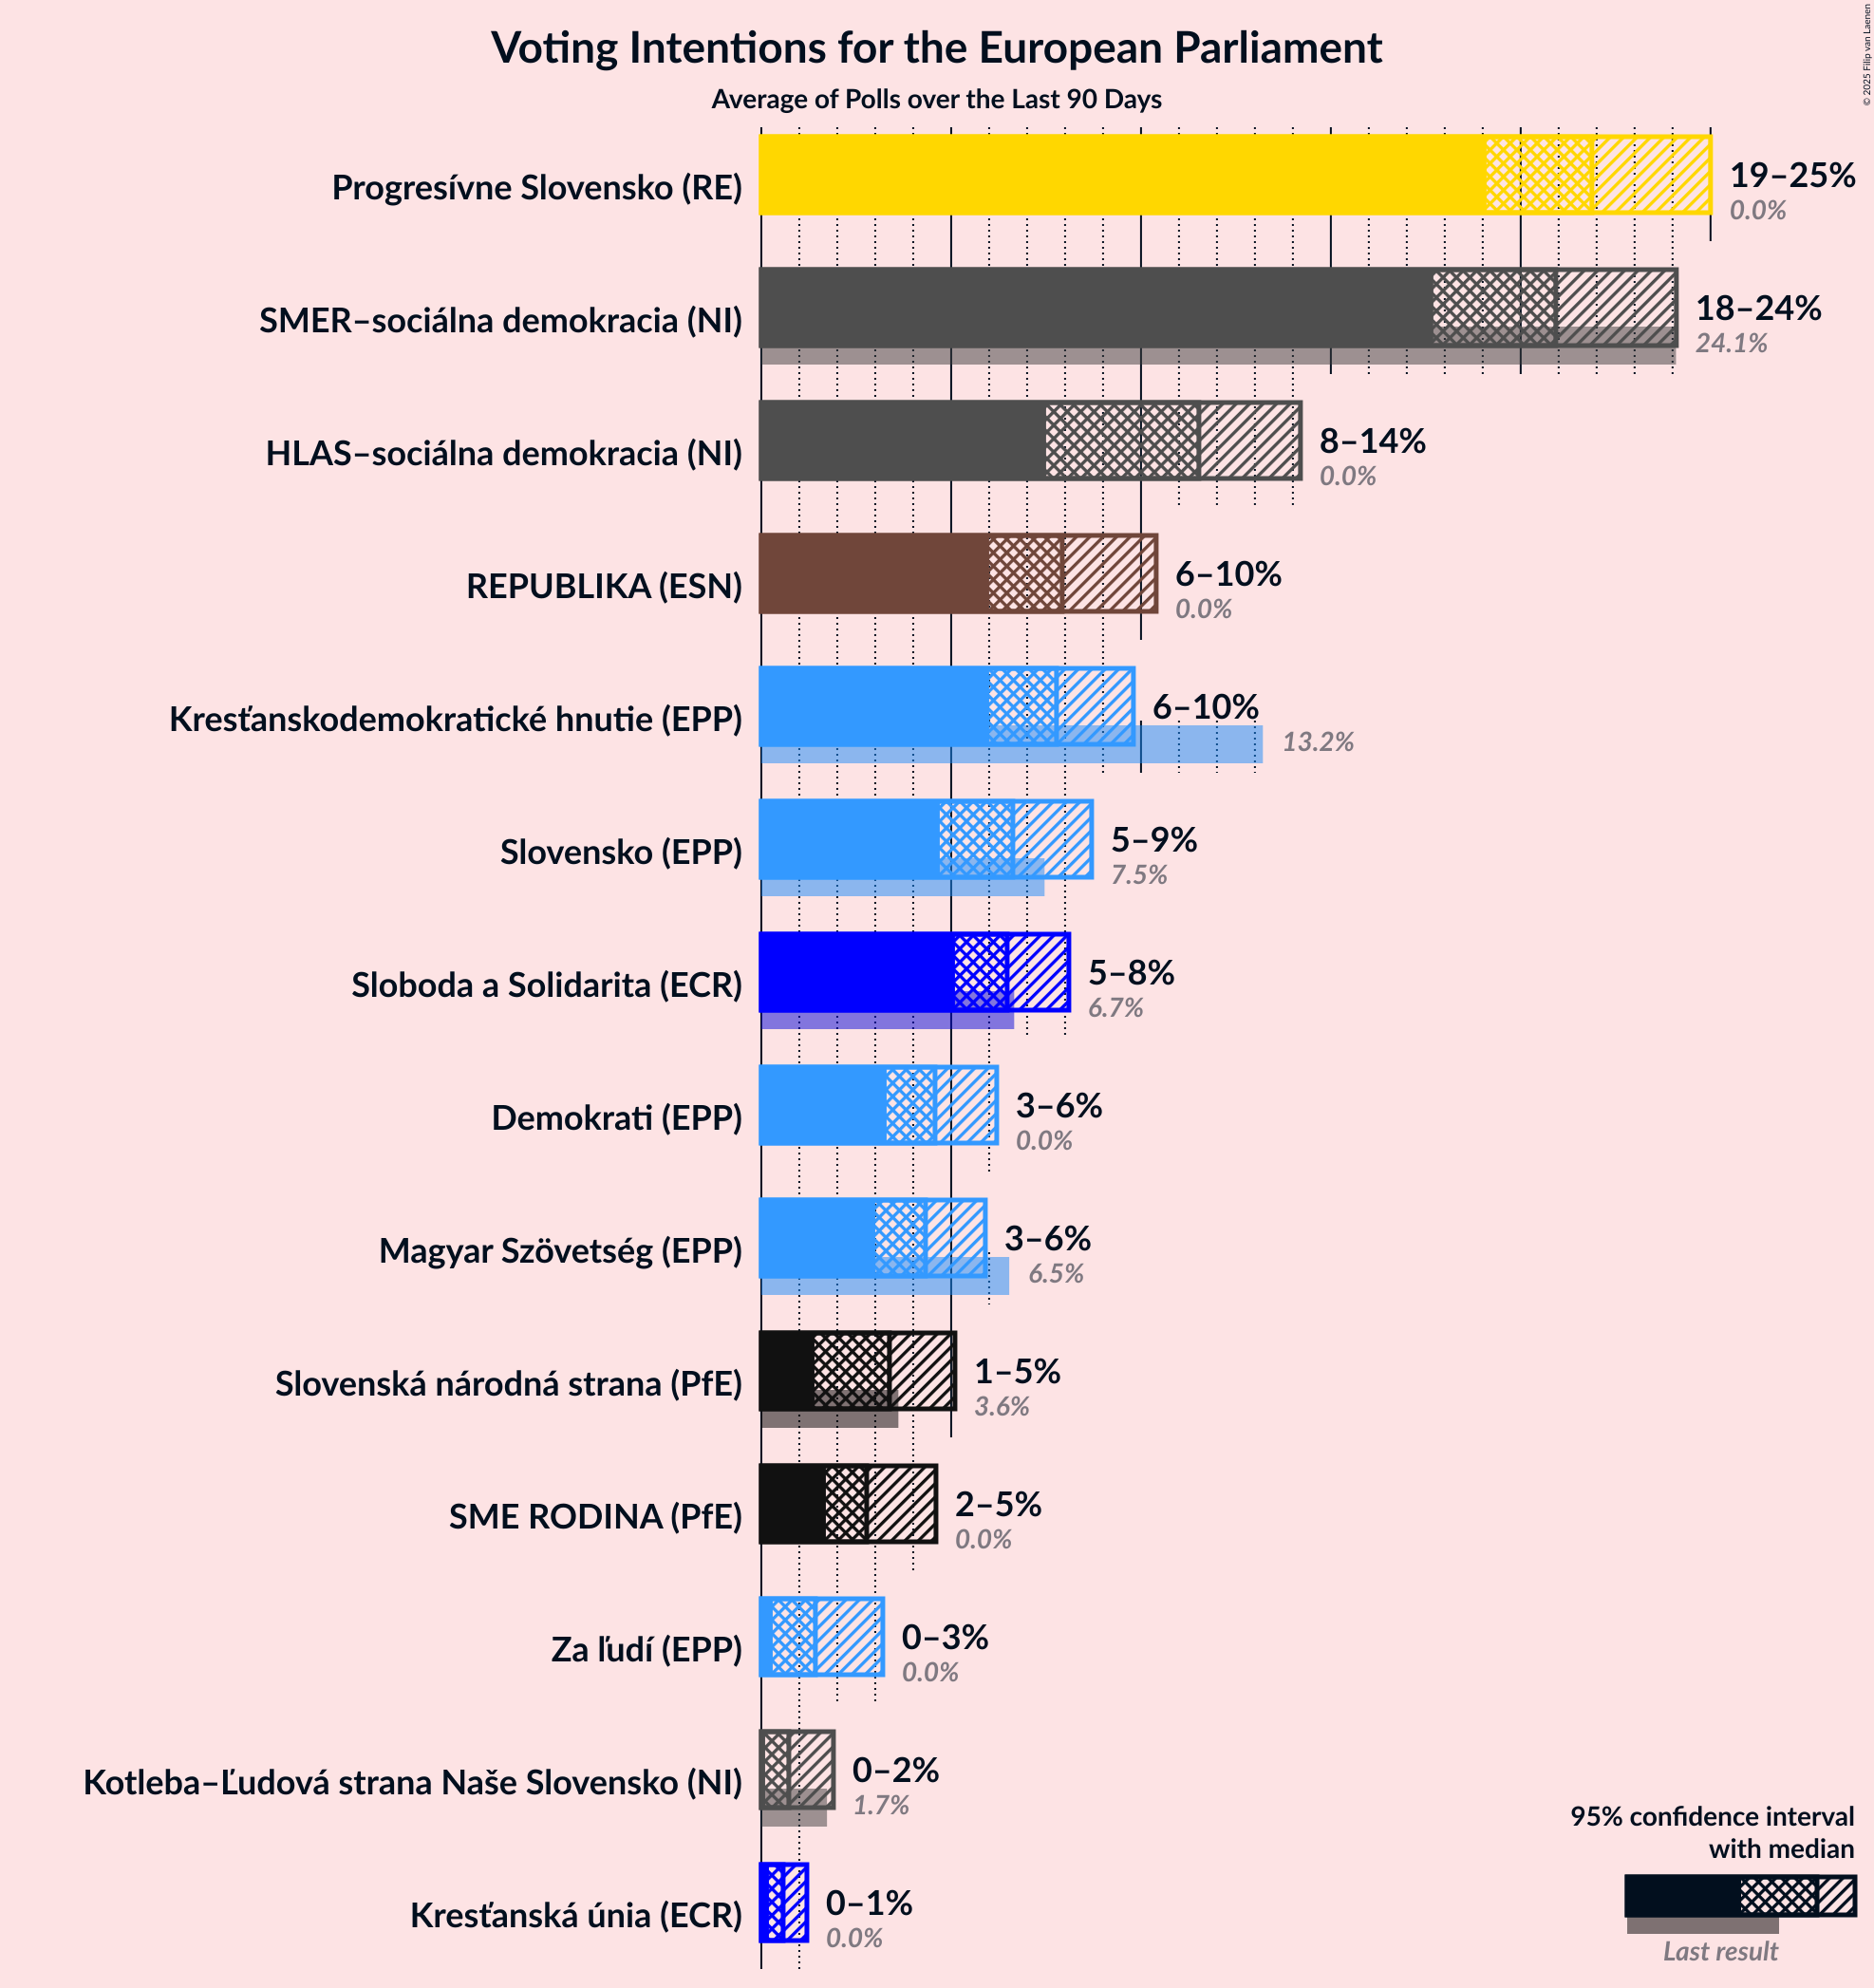 © 2025 Filip van Laenen
Voting Intentions for the European Parliament
Average of Polls over the Last 90 Days
Progresívne Slovensko (RE)
19–25%
0.0%
SMER–sociálna demokracia (NI)
18–24%
24.1%
HLAS–sociálna demokracia (NI)
8–14%
0.0%
REPUBLIKA (ESN)
6–10%
0.0%
Kresťanskodemokratické hnutie (EPP)
6–10%
13.2%
Slovensko (EPP)
5–9%
7.5%
Sloboda a Solidarita (ECR)
5–8%
6.7%
Demokrati (EPP)
3–6%
0.0%
Magyar Szövetség (EPP)
3–6%
6.5%
Slovenská národná strana (PfE)
1–5%
3.6%
SME RODINA (PfE)
2–5%
0.0%
Za ľudí (EPP)
0–3%
0.0%
Kotleba–Ľudová strana Naše Slovensko (NI)
0–2%
1.7%
Kresťanská únia (ECR)
0–1%
0.0%
95% confidence interval
with median
Last result